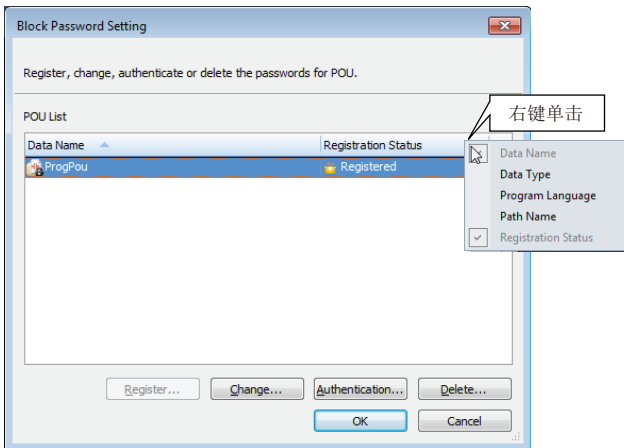 Block Password Setting
Register, change, authenticate or delete the passwords for POU.
POU List
右键单击
Data Name
Registration Status
ProgPou
Registered
Data Name
Data Type
Program Language
Path Name
Registration Status
Register...
Change...
Authentication...
Delete...
OK
Cancel